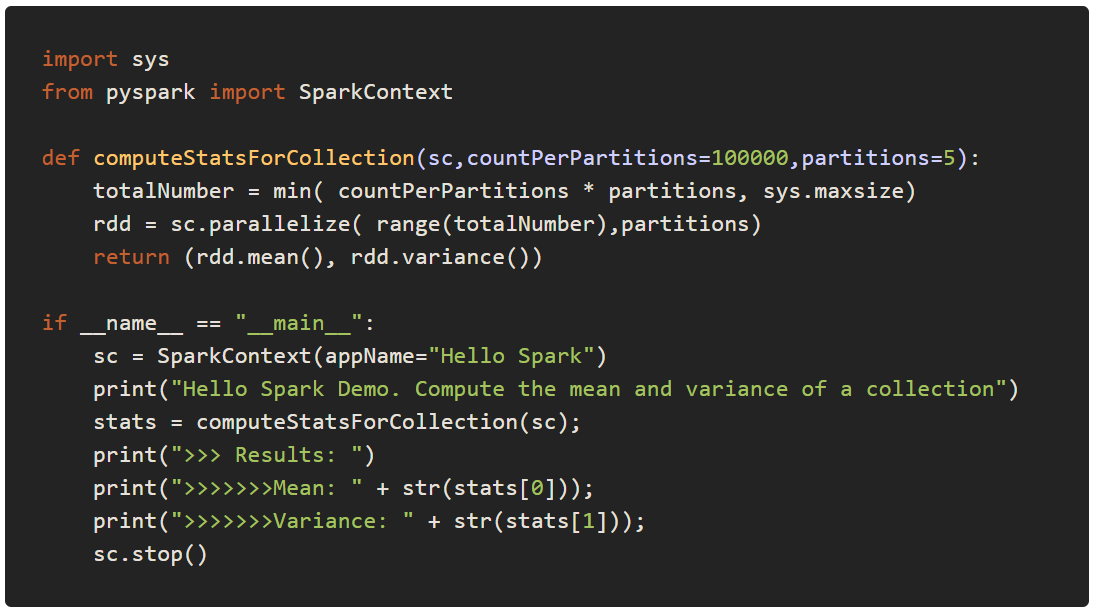 import sys
from pyspark import SparkContext
def computeStatsForCollection(sc,countPerPartitions=100000,partitions=5):
    totalNumber = min( countPerPartitions * partitions, sys.maxsize)
    rdd = sc.parallelize( range(totalNumber),partitions)
    return (rdd.mean(), rdd.variance())
if __name__ == "__main__":
    sc = SparkContext(appName="Hello Spark")
    print("Hello Spark Demo. Compute the mean and variance of a collection")
    stats = computeStatsForCollection(sc);
    print(">>> Results: ")
    print(">>>>>>>Mean: " + str(stats[0]));
    print(">>>>>>>Variance: " + str(stats[1]));
    sc.stop()